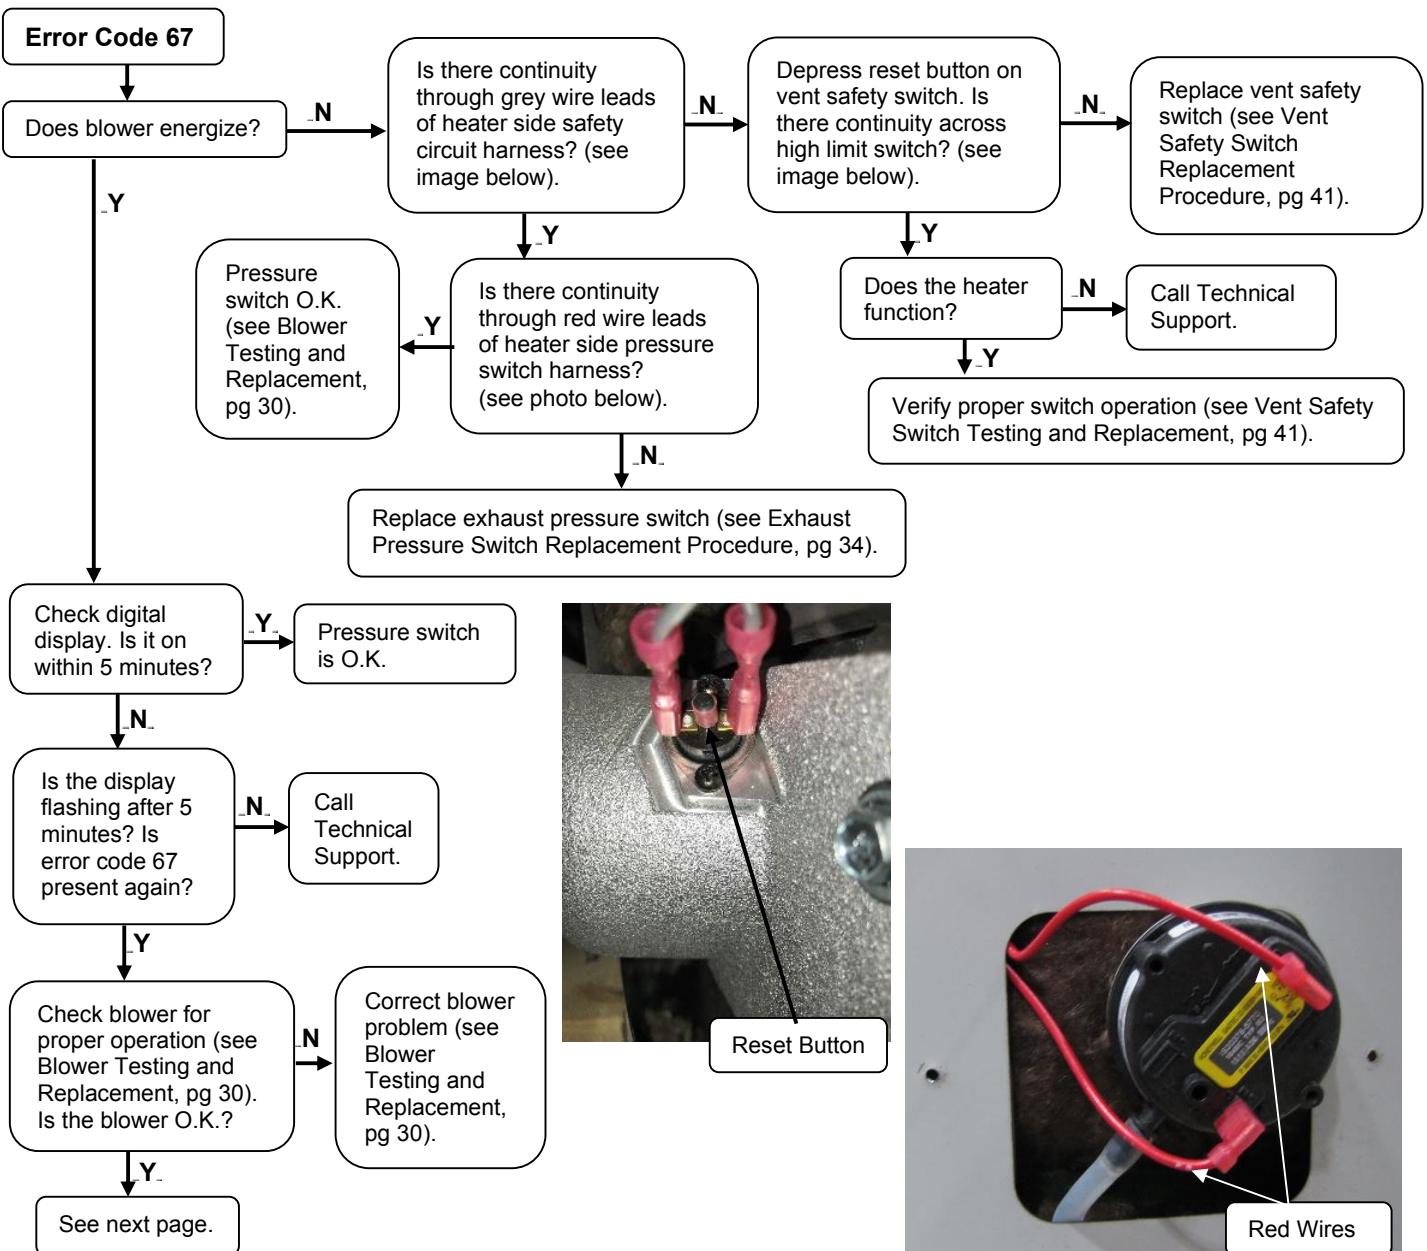 Error Code 67
Does blower energize?
N
Y
Is there continuity
through grey wire leads
of heater side safety
circuit harness? (see
image below).
N
Y
Depress reset button on
vent safety switch. Is
there continuity across
high limit switch? (see
image below).
N
Y
Replace vent safety
switch (see Vent
Safety Switch
Replacement
Procedure, pg 41).
Pressure
switch O.K.
(see Blower
Testing and
Replacement,
pg 30).
Y
Is there continuity
through red wire leads
of heater side pressure
switch harness?
(see photo below).
N
Does the heater
function?
N
Y
Call Technical
Support.
Verify proper switch operation (see Vent Safety
Switch Testing and Replacement, pg 41).
Replace exhaust pressure switch (see Exhaust
Pressure Switch Replacement Procedure, pg 34).
Check digital
display. Is it on
within 5 minutes?
Y
N
Pressure switch
is O.K.
Is the display
flashing after 5
minutes? Is
error code 67
present again?
N
Y
Call
Technical
Support.
Check blower for
proper operation (see
Blower Testing and
Replacement, pg 30).
Is the blower O.K.?
N
Y
Correct blower
problem (see
Blower
Testing and
Replacement,
pg 30).
See next page.
Reset Button
Red Wires